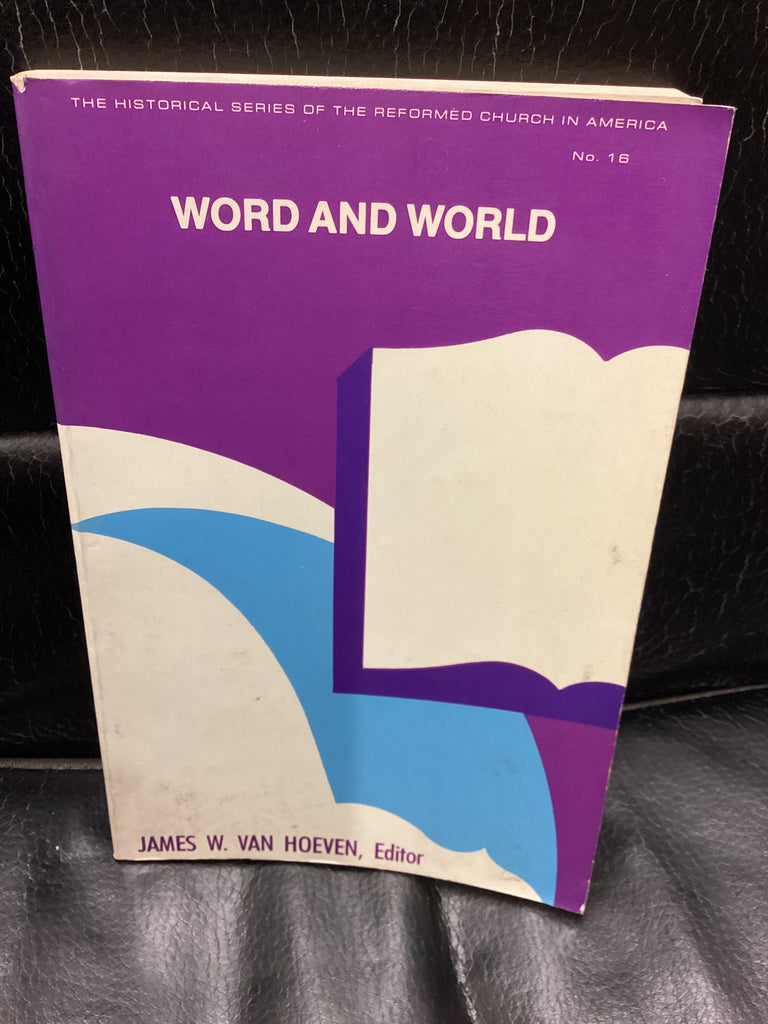 THE HISTORICAL SERIES OF THE REFORMED CHURCH IN AMERICA
No. 16
WORD AND WORLD
JAMES W. VAN HOEVEN, Editor